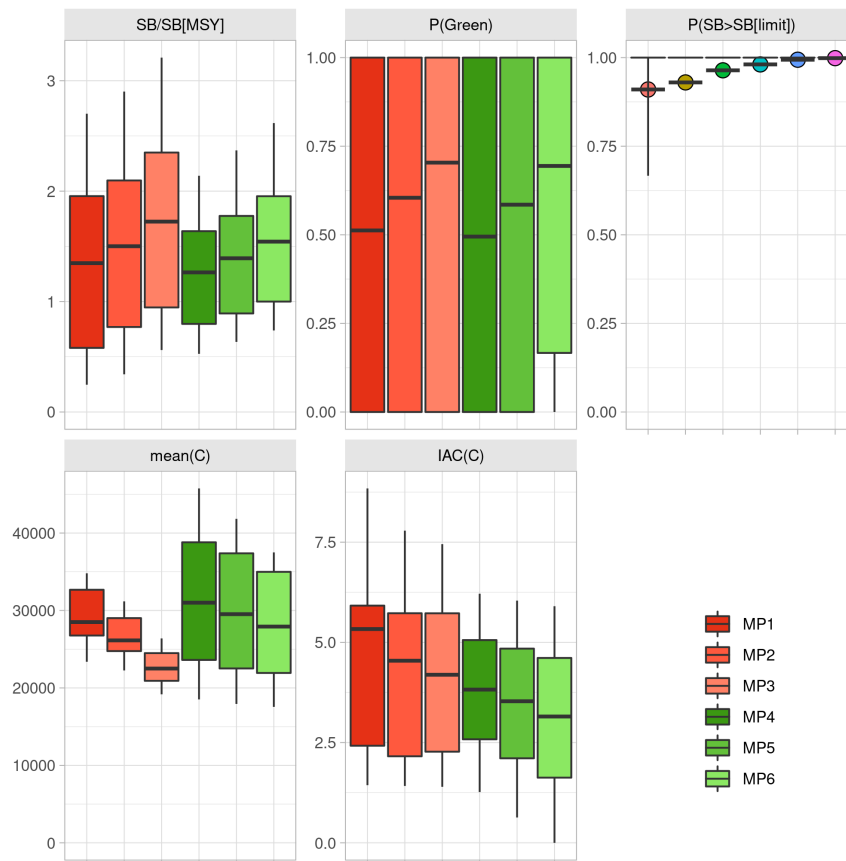 SB/SB[MSY]
P(Green)
P(SB>SB[limit])
3
2
1
0
1.00
0.75
0.50
0.25
0.00
1.00
0.75
0.50
0.25
0.00
mean(C)
IAC(C)
40000
30000
20000
10000
0
7.5
5.0
2.5
0.0
MP1
MP2
MP3
MP4
MP5
MP6